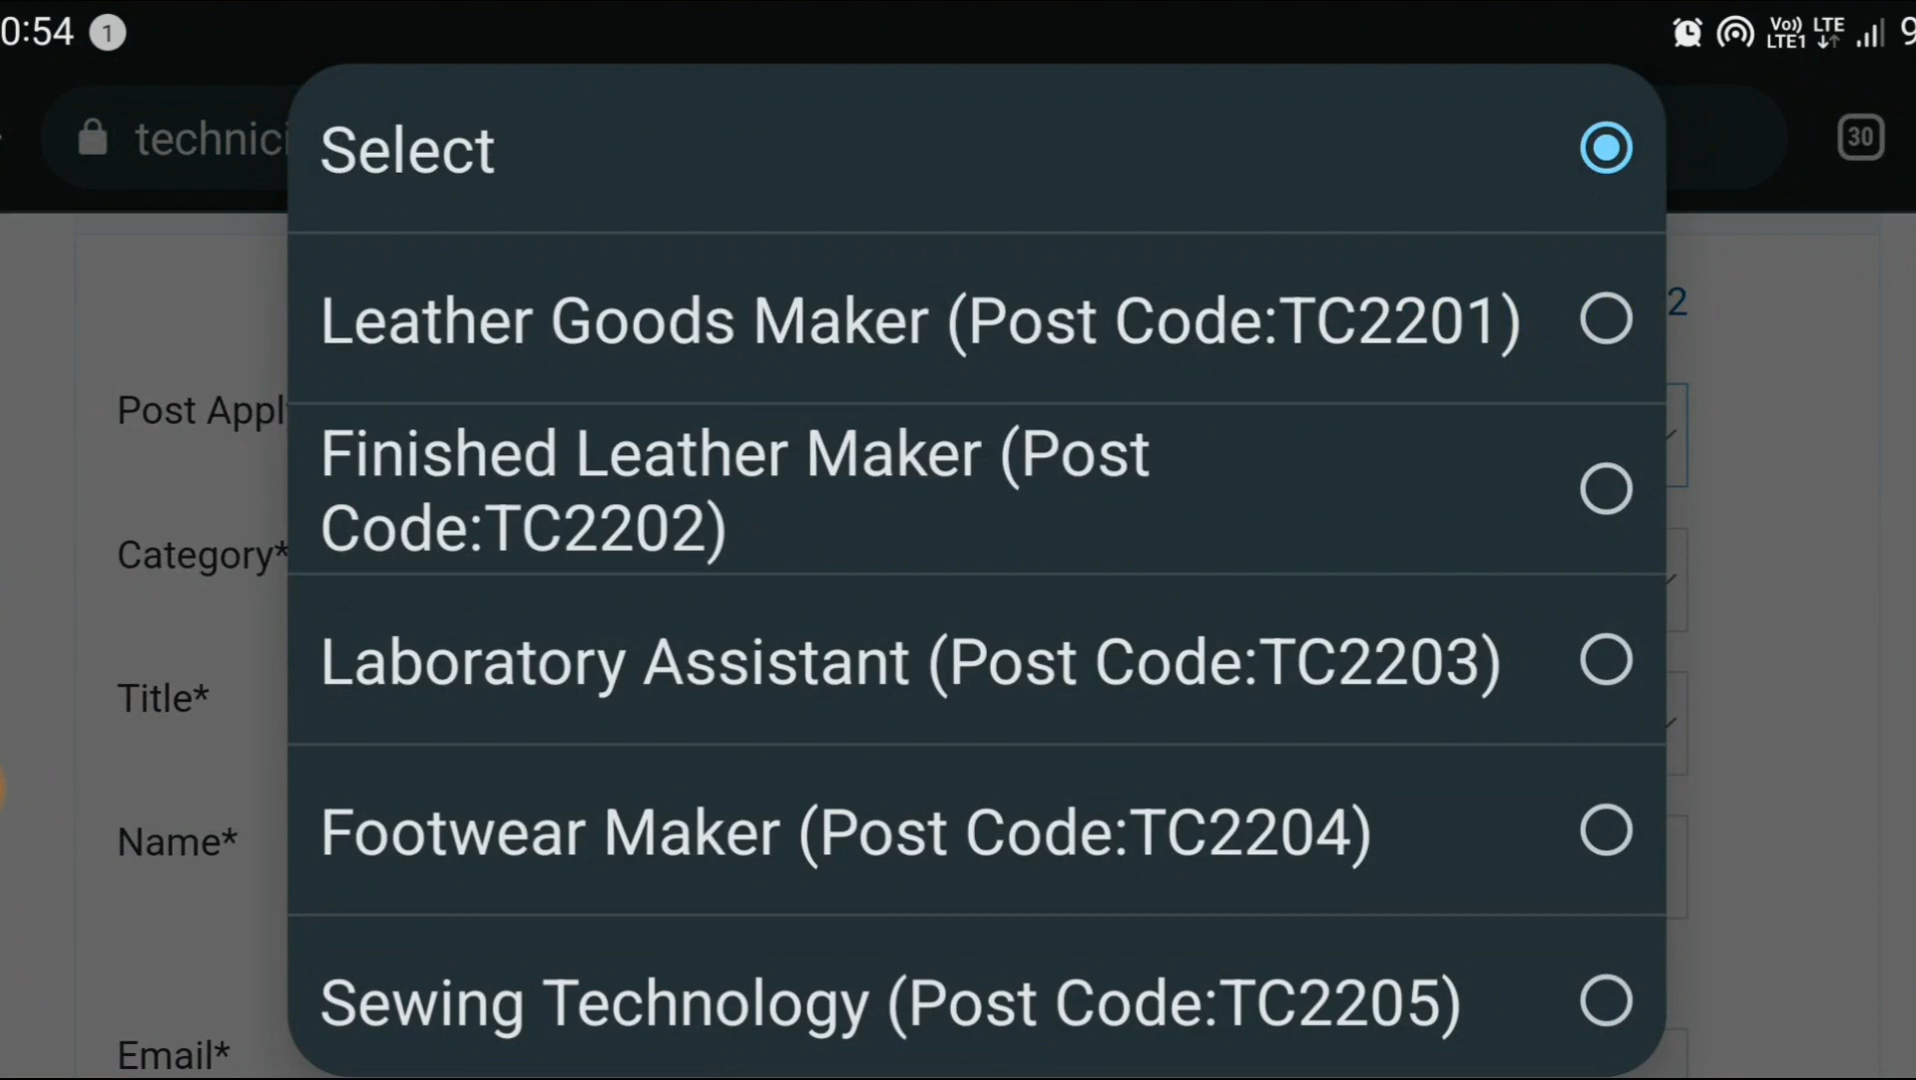 0:54 1 Vo)) LTE1 LTE
technici 30
Select
Leather Goods Maker (Post Code:TC2201)
2
Post Appl
Finished Leather Maker (Post
Code:TC2202)
Category*
Laboratory Assistant (Post Code:TC2203)
Title*
Footwear Maker (Post Code:TC2204)
Name*
Sewing Technology (Post Code:TC2205)
Email*